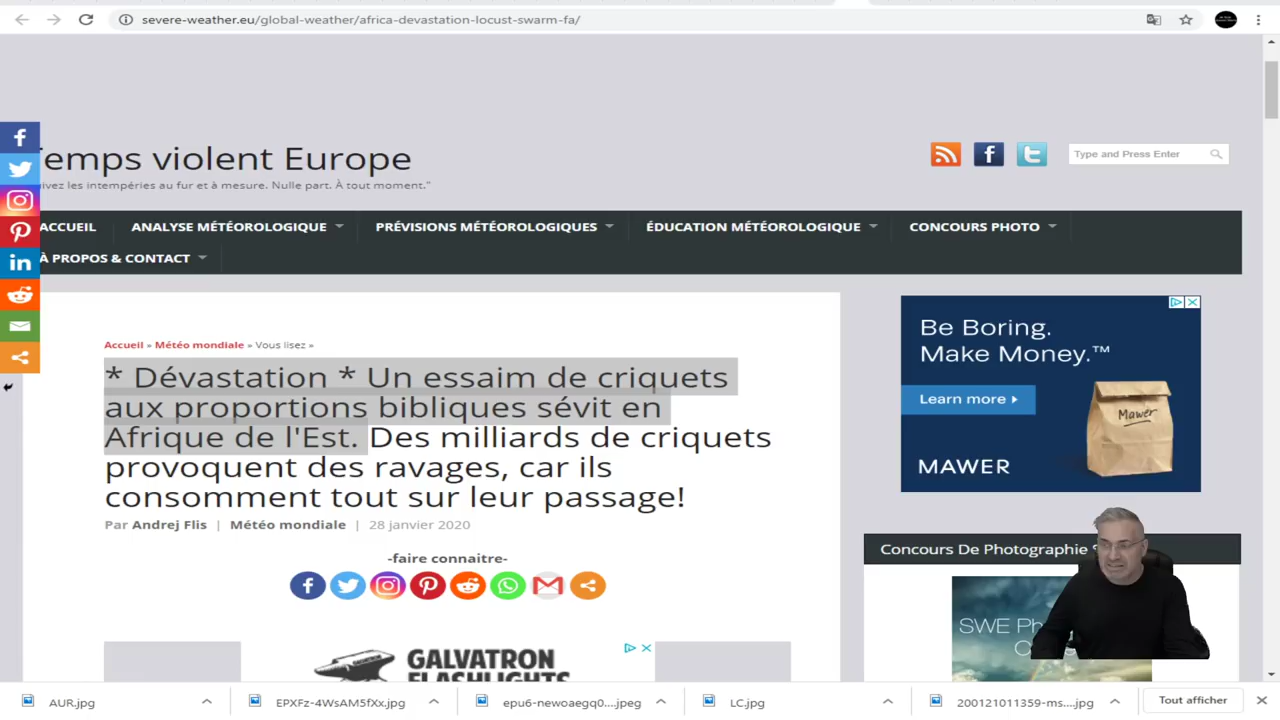 severe-weather.eu/global-weather/africa-devastation-locust-swarm-fa/
Temps violent Europe
ivez les intempéries au fur et à mesure. Nulle part. À tout moment."
Type and Press Enter
ACCUEIL
ANALYSE MÉTÉOROLOGIQUE
PRÉVISIONS MÉTÉOROLOGIQUES
ÉDUCATION MÉTÉOROLOGIQUE
CONCOURS PHOTO
À PROPOS & CONTACT
Accueil » Météo mondiale » Vous lisez »
* Dévastation * Un essaim de criquets
aux proportions bibliques sévit en
Afrique de l'Est. Des milliards de criquets
provoquent des ravages, car ils
consomment tout sur leur passage!
Par Andrej Flis | Météo mondiale | 28 janvier 2020
-faire connaitre-
GALVATRON
FLASHLIGHTS
Be Boring.
Make Money.™
Learn more
Mawer
MAWER
Concours De Photographie
SWE Ph
C
AUR.jpg
EPXFz-4WsAM5fXx.jpg
epu6-newoaegq0....jpeg
LC.jpg
200121011359-ms....jpg
Tout afficher